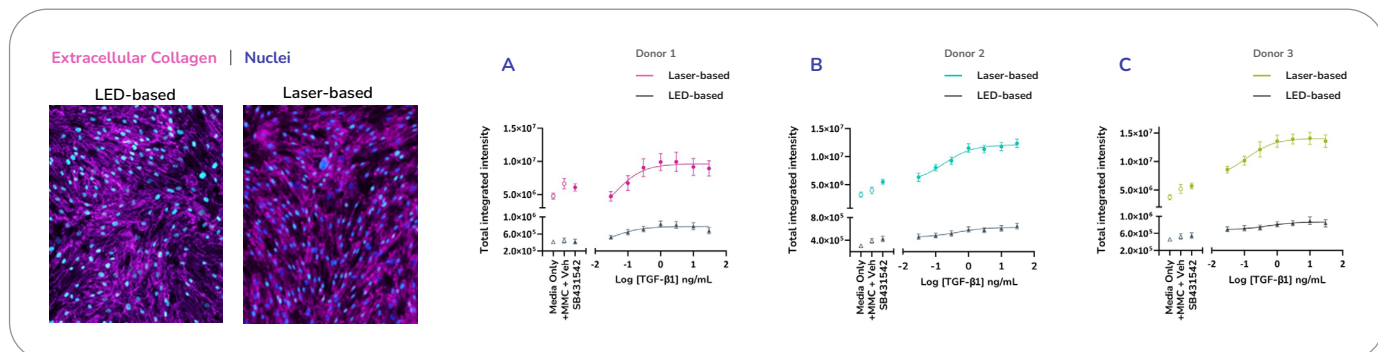 Extracellular Collagen | Nuclei
LED-based
Laser-based
A
Donor 1
Laser-based
LED-based
Total integrated intensity
1.5×10⁷
1.0×10⁷
5.0×10⁶
1.0×10⁶
6.0×10⁵
2.0×10⁵
Media Only
+MMC + Veh
SB431542
-2
-1
0
1
2
Log [TGF-β1] ng/mL
B
Donor 2
Laser-based
LED-based
Total integrated intensity
1.5×10⁷
1.0×10⁷
5.0×10⁶
8.0×10⁵
4.0×10⁵
Media Only
+MMC + Veh
SB431542
-2
-1
0
1
2
Log [TGF-β1] ng/mL
C
Donor 3
Laser-based
LED-based
Total integrated intensity
1.5×10⁷
1.0×10⁷
5.0×10⁶
1.0×10⁶
6.0×10⁵
2.0×10⁵
Media Only
+MMC + Veh
SB431542
-2
-1
0
1
2
Log [TGF-β1] ng/mL